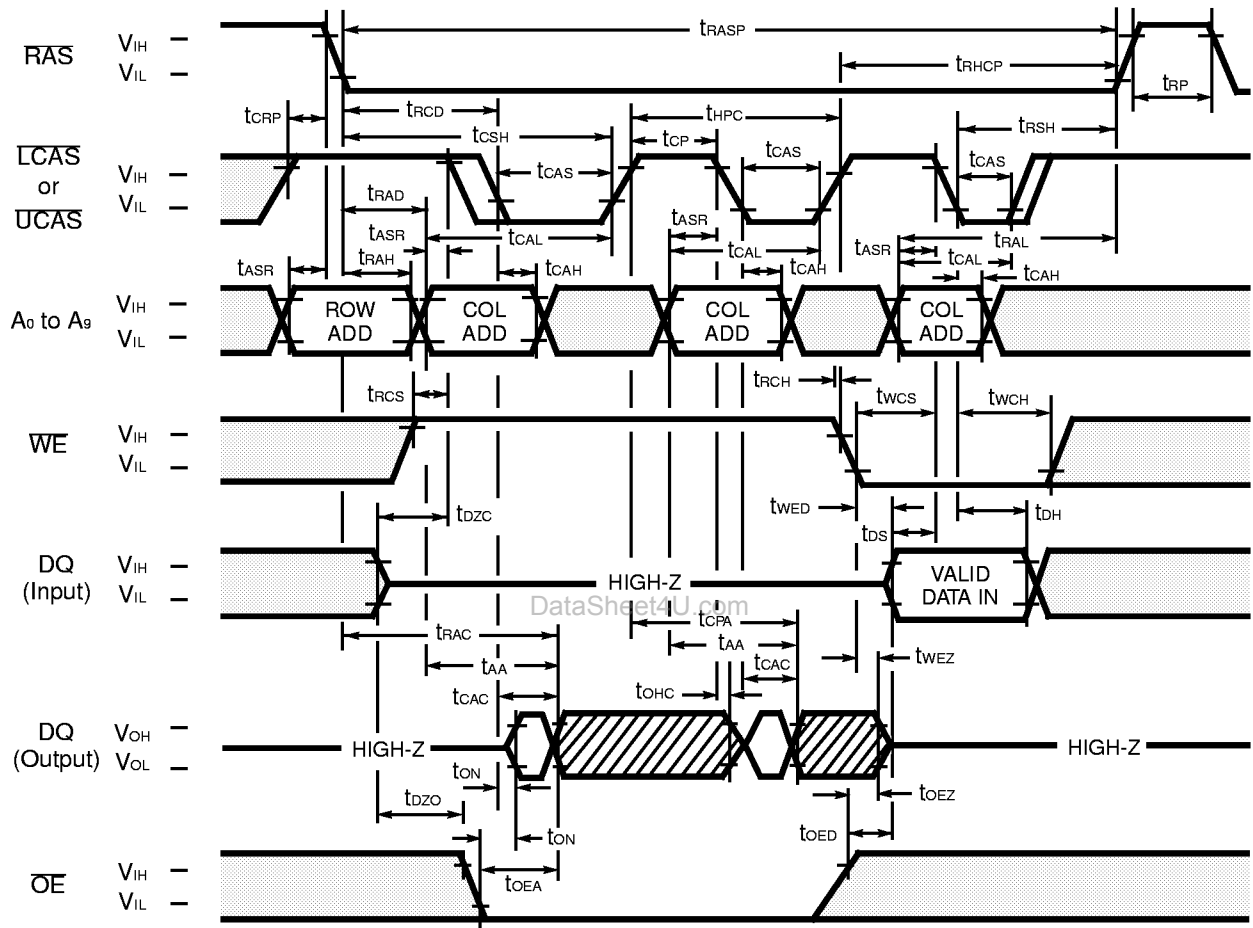 tRASP
RAS
VIH
VIL
tRHCP
tRP
tCRP
tRCD
tHPC
tCSH
tCP
tRSH
LCAS
or
UCAS
VIH
VIL
tCAS
tCAS
tCAS
tRAD
tASR
tCAL
tASR
tCAL
tASR
tRAL
tCAL
tASR
tRAH
tCAH
tCAH
tCAH
A0 to A9
VIH
VIL
ROW
ADD
COL
ADD
COL
ADD
COL
ADD
tRCS
tRCH
tWCS
tWCH
WE
VIH
VIL
tDZC
tWED
tDS
tDH
DQ
(Input)
VIH
VIL
HIGH-Z
VALID
DATA IN
DataSheet4U.com
tCPA
tRAC
tAA
tAA
tWEZ
tCAC
tCAC
tOHC
DQ
(Output)
VOH
VOL
HIGH-Z
HIGH-Z
tON
tDZO
tON
tOEZ
tOED
OE
VIH
VIL
tOEA